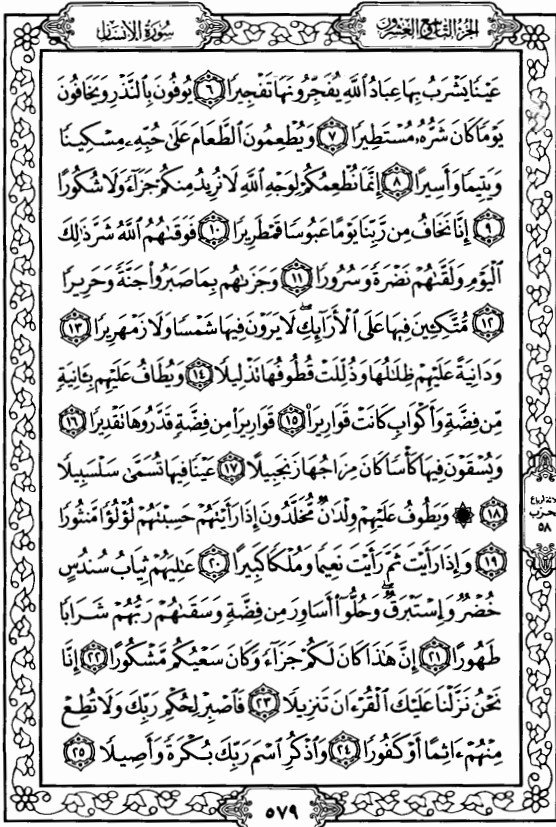 الجزء التاسع والعشرون
سورة الإنسان
عَيْنًا يَشْرَبُ بِهَا عِبَادُ اللَّهِ يُفَجِّرُونَهَا تَفْجِيرًا ٦ يُوفُونَ بِالنَّذْرِ وَيَخَافُونَ
يَوْمًا كَانَ شَرُّهُ مُسْتَطِيرًا ٧ وَيُطْعِمُونَ الطَّعَامَ عَلَىٰ حُبِّهِ مِسْكِينًا
وَيَتِيمًا وَأَسِيرًا ٨ إِنَّمَا نُطْعِمُكُمْ لِوَجْهِ اللَّهِ لَا نُرِيدُ مِنكُمْ جَزَآءً وَلَا شُكُورًا
٩ إِنَّا نَخَافُ مِن رَّبِّنَا يَوْمًا عَبُوسًا قَمْطَرِيرًا ١٠ فَوَقَىٰهُمُ اللَّهُ شَرَّ ذَٰلِكَ
الْيَوْمِ وَلَقَّىٰهُمْ نَضْرَةً وَسُرُورًا ١١ وَجَزَىٰهُم بِمَا صَبَرُوا جَنَّةً وَحَرِيرًا
١٢ مُّتَّكِئِينَ فِيهَا عَلَى الْأَرَآئِكِ ۖ لَا يَرَوْنَ فِيهَا شَمْسًا وَلَا زَمْهَرِيرًا ١٣
وَدَانِيَةً عَلَيْهِمْ ظِلَٰلُهَا وَذُلِّلَتْ قُطُوفُهَا تَذْلِيلًا ١٤ وَيُطَافُ عَلَيْهِم بِـَٔانِيَةٍ
مِّن فِضَّةٍ وَأَكْوَابٍ كَانَتْ قَوَارِيرَا۠ ١٥ قَوَارِيرَا۟ مِن فِضَّةٍ قَدَّرُوهَا تَقْدِيرًا ١٦
وَيُسْقَوْنَ فِيهَا كَأْسًا كَانَ مِزَاجُهَا زَنجَبِيلًا ١٧ عَيْنًا فِيهَا تُسَمَّىٰ سَلْسَبِيلًا
١٨ ۞ وَيَطُوفُ عَلَيْهِمْ وِلْدَٰنٌ مُّخَلَّدُونَ إِذَا رَأَيْتَهُمْ حَسِبْتَهُمْ لُؤْلُؤًا مَّنثُورًا
١٩ وَإِذَا رَأَيْتَ ثَمَّ رَأَيْتَ نَعِيمًا وَمُلْكًا كَبِيرًا ٢٠ عَٰلِيَهُمْ ثِيَابُ سُندُسٍ
خُضْرٌ وَإِسْتَبْرَقٌ ۖ وَحُلُّوٓا أَسَاوِرَ مِن فِضَّةٍ وَسَقَىٰهُمْ رَبُّهُمْ شَرَابًا
طَهُورًا ٢١ إِنَّ هَٰذَا كَانَ لَكُمْ جَزَآءً وَكَانَ سَعْيُكُم مَّشْكُورًا ٢٢ إِنَّا
نَحْنُ نَزَّلْنَا عَلَيْكَ الْقُرْءَانَ تَنزِيلًا ٢٣ فَاصْبِرْ لِحُكْمِ رَبِّكَ وَلَا تُطِعْ
مِنْهُمْ ءَاثِمًا أَوْ كَفُورًا ٢٤ وَاذْكُرِ اسْمَ رَبِّكَ بُكْرَةً وَأَصِيلًا ٢٥
الحزب
٥٨
٥٧٩